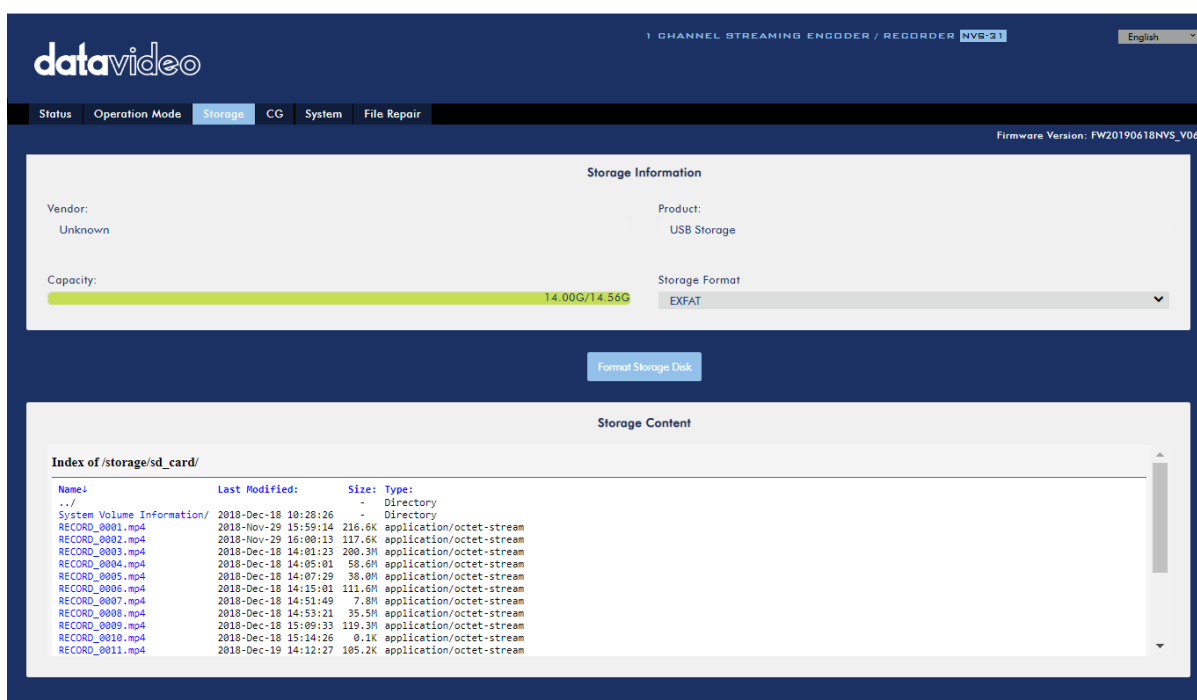 1 CHANNEL STREAMING ENCODER / RECORDER NVS-31
English
datavideo
Status Operation Mode Storage CG System File Repair
Firmware Version: FW20190618NVS_V06
Storage Information
Vendor: Product:
Unknown USB Storage
Capacity: Storage Format
14.00G/14.56G EXFAT
Format Storage Disk
Storage Content
Index of /storage/sd_card/
Name↓ Last Modified: Size: Type:
../ - Directory
System Volume Information/ 2018-Dec-18 10:28:26 - Directory
RECORD_0001.mp4 2018-Nov-29 15:59:14 216.6K application/octet-stream
RECORD_0002.mp4 2018-Nov-29 16:00:13 117.6K application/octet-stream
RECORD_0003.mp4 2018-Dec-18 14:01:23 200.3M application/octet-stream
RECORD_0004.mp4 2018-Dec-18 14:05:01 58.6M application/octet-stream
RECORD_0005.mp4 2018-Dec-18 14:07:29 38.0M application/octet-stream
RECORD_0006.mp4 2018-Dec-18 14:15:01 111.6M application/octet-stream
RECORD_0007.mp4 2018-Dec-18 14:51:49 7.8M application/octet-stream
RECORD_0008.mp4 2018-Dec-18 14:53:21 35.5M application/octet-stream
RECORD_0009.mp4 2018-Dec-18 15:09:33 119.3M application/octet-stream
RECORD_0010.mp4 2018-Dec-18 15:14:26 0.1K application/octet-stream
RECORD_0011.mp4 2018-Dec-19 14:12:27 105.2K application/octet-stream